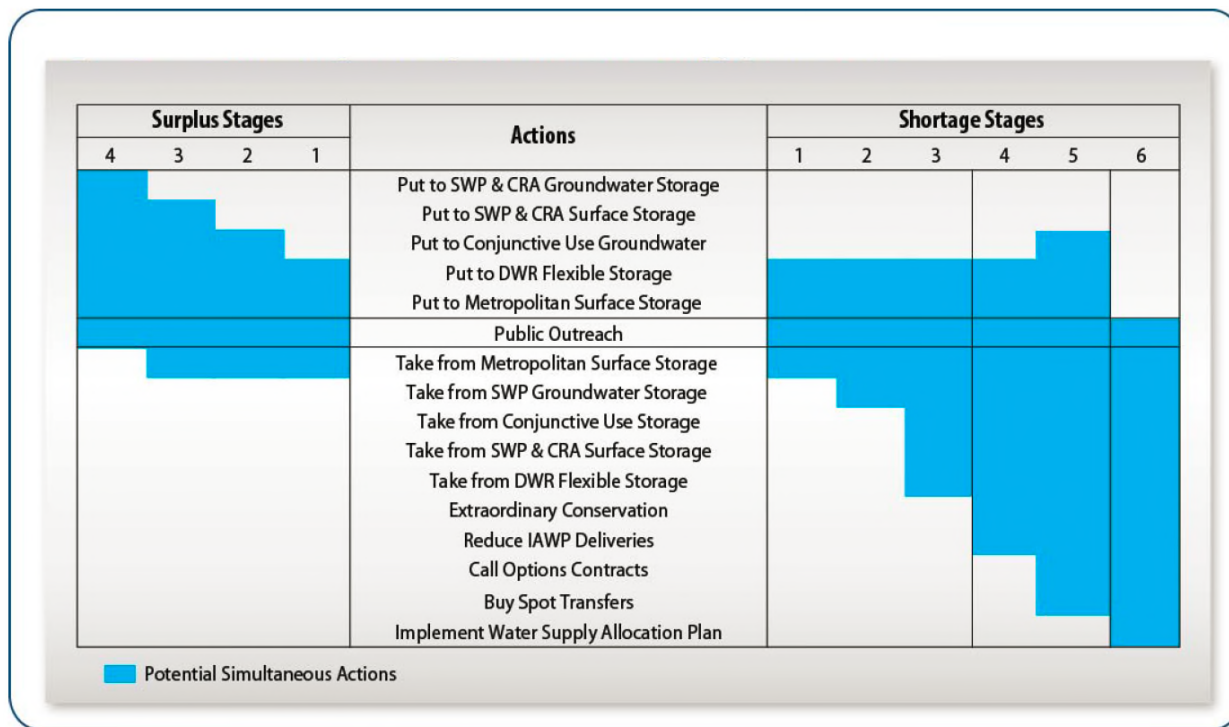 Surplus Stages
Actions
Shortage Stages
4 3 2 1
1 2 3 4 5 6
Put to SWP & CRA Groundwater Storage
Put to SWP & CRA Surface Storage
Put to Conjunctive Use Groundwater
Put to DWR Flexible Storage
Put to Metropolitan Surface Storage
Public Outreach
Take from Metropolitan Surface Storage
Take from SWP Groundwater Storage
Take from Conjunctive Use Storage
Take from SWP & CRA Surface Storage
Take from DWR Flexible Storage
Extraordinary Conservation
Reduce IAWP Deliveries
Call Options Contracts
Buy Spot Transfers
Implement Water Supply Allocation Plan
Potential Simultaneous Actions